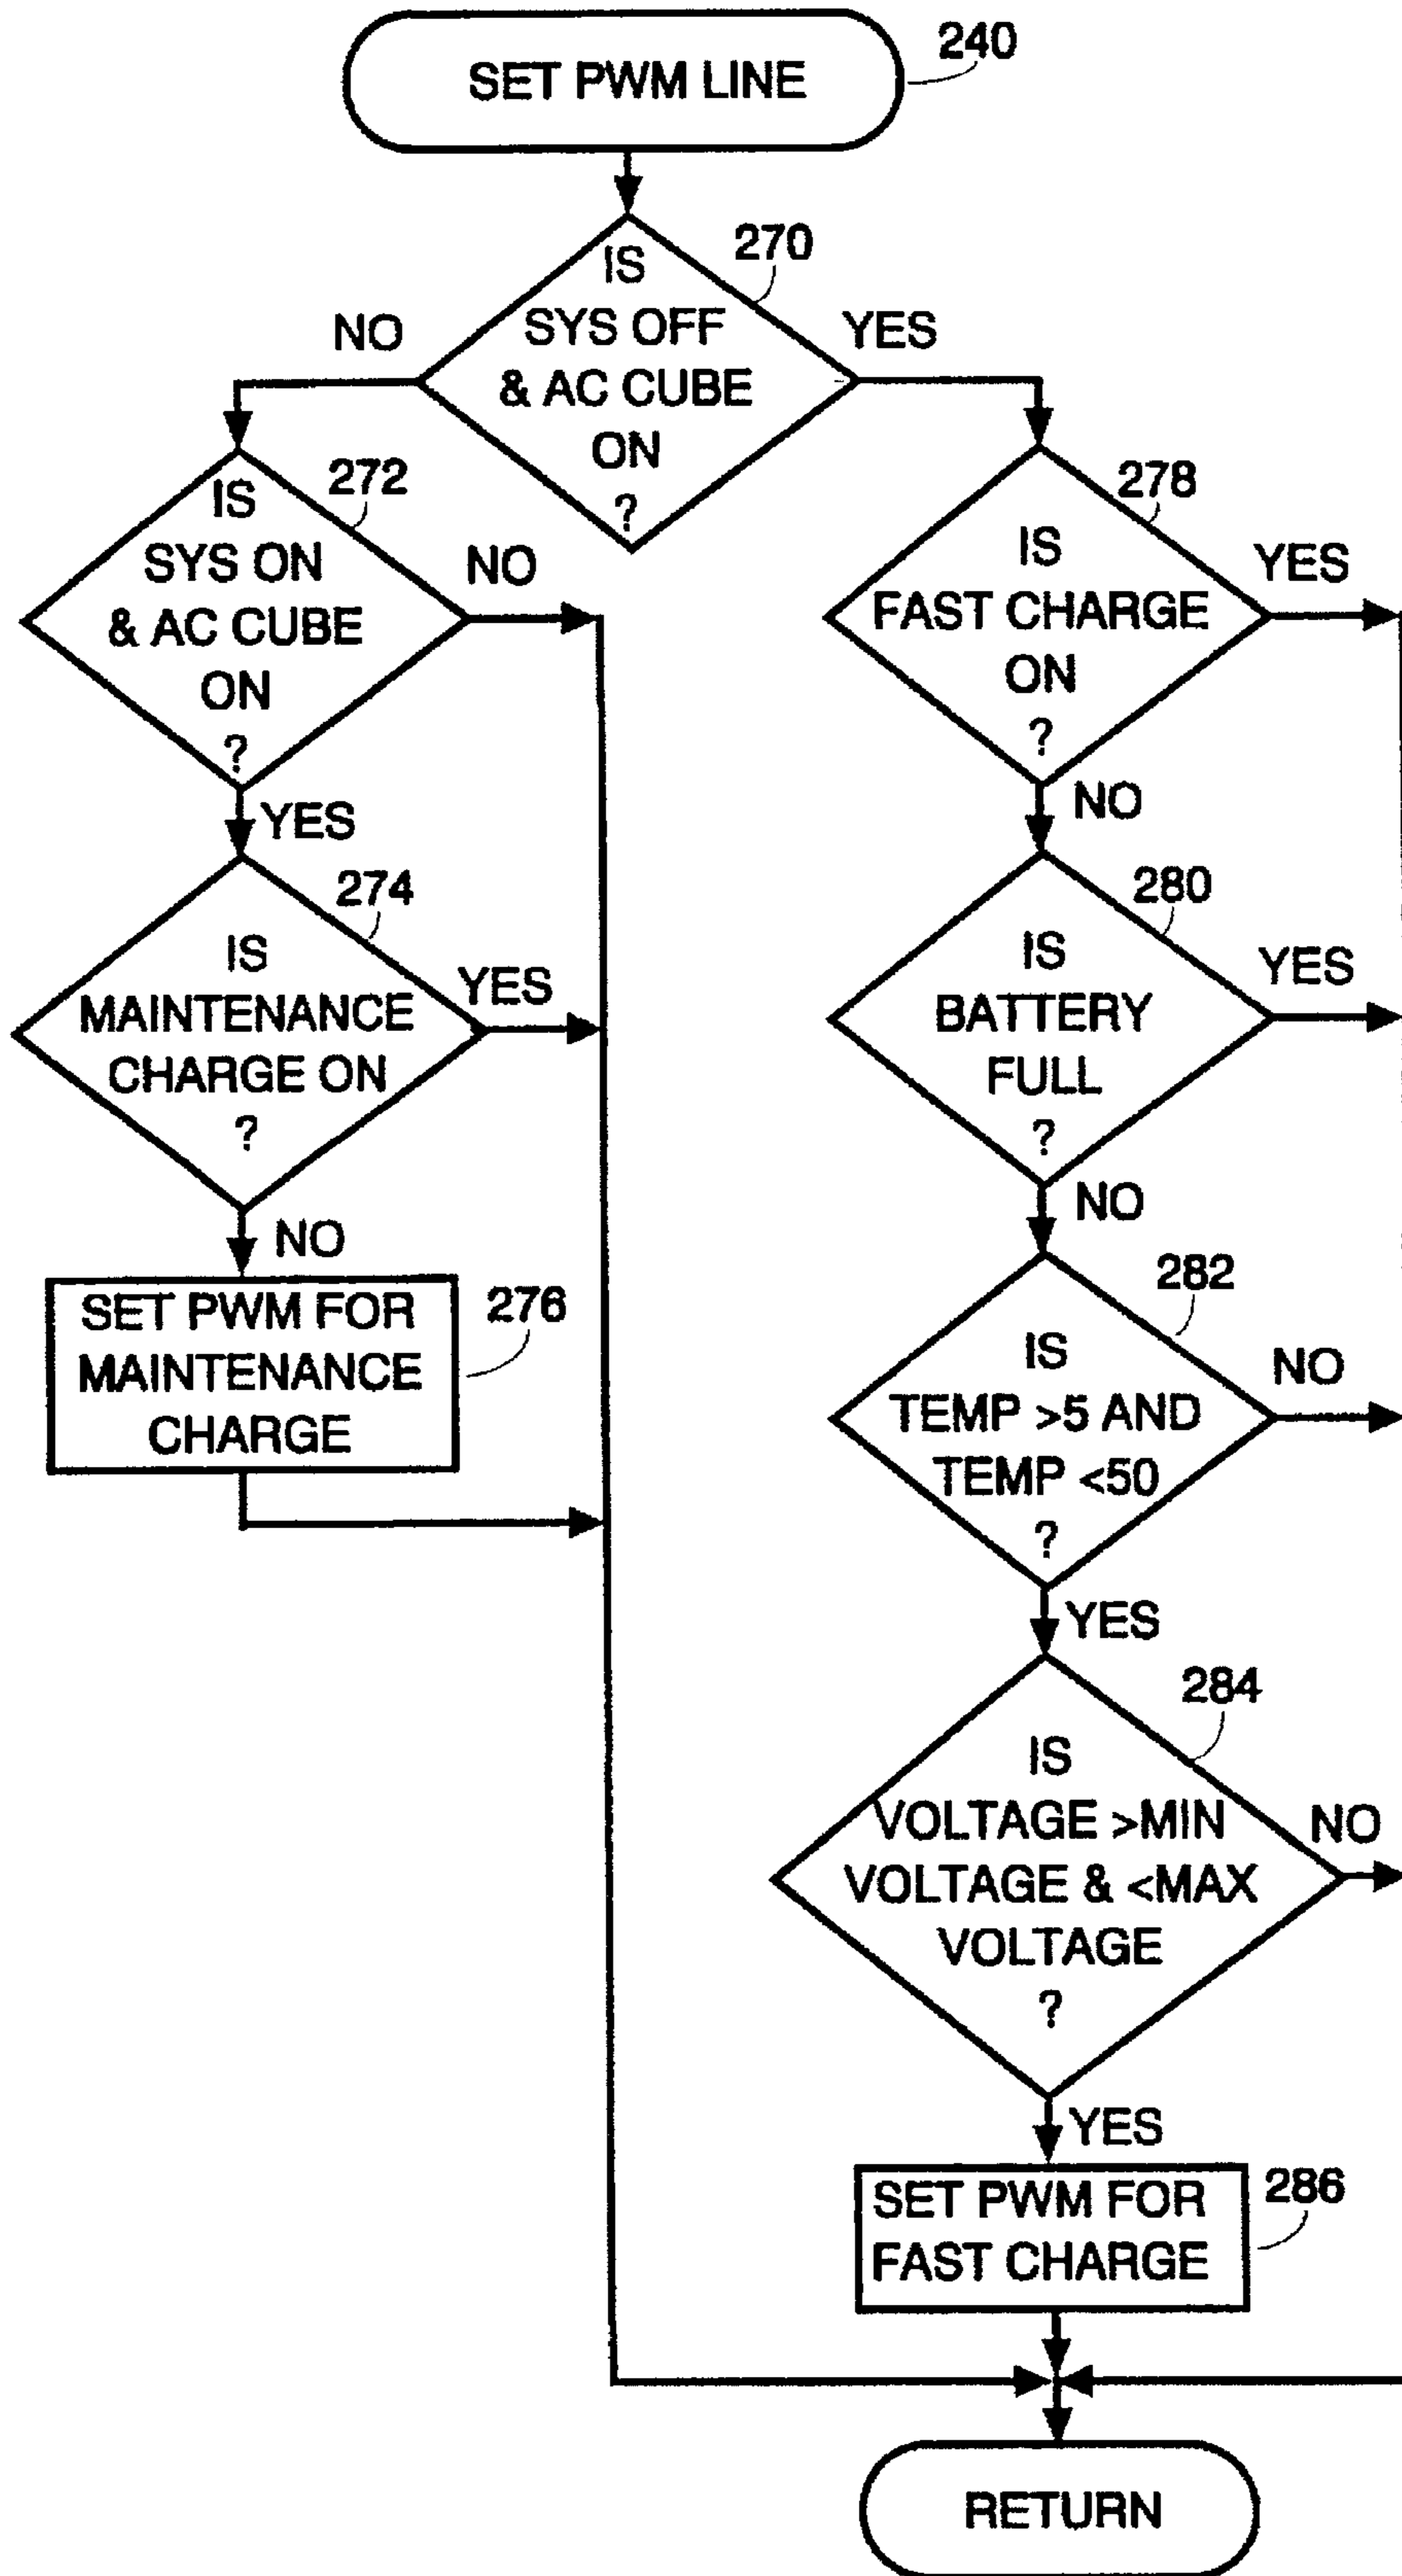 SET PWM LINE
240
IS
SYS OFF
& AC CUBE
ON
?
270
NO
YES
IS
SYS ON
& AC CUBE
ON
?
272
NO
YES
IS
MAINTENANCE
CHARGE ON
?
274
YES
NO
SET PWM FOR
MAINTENANCE
CHARGE
276
IS
FAST CHARGE
ON
?
278
YES
NO
IS
BATTERY
FULL
?
280
YES
NO
IS
TEMP >5 AND
TEMP <50
?
282
NO
YES
IS
VOLTAGE >MIN
VOLTAGE & <MAX
VOLTAGE
?
284
NO
YES
SET PWM FOR
FAST CHARGE
286
RETURN